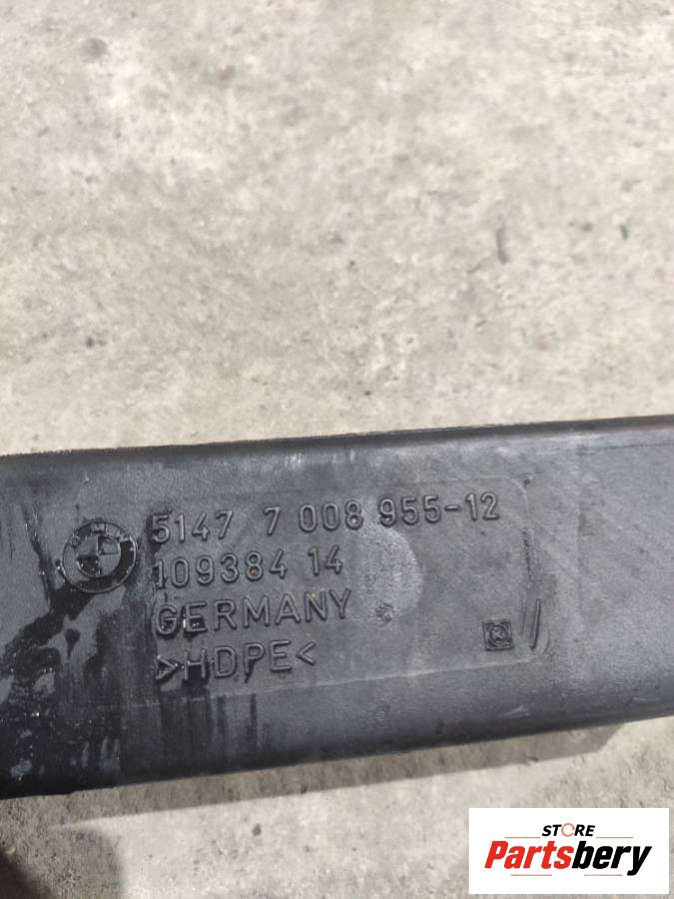 5147 7 008 955-12
109384 14
GERMANY
>HDPE<
STORE
Partsbery